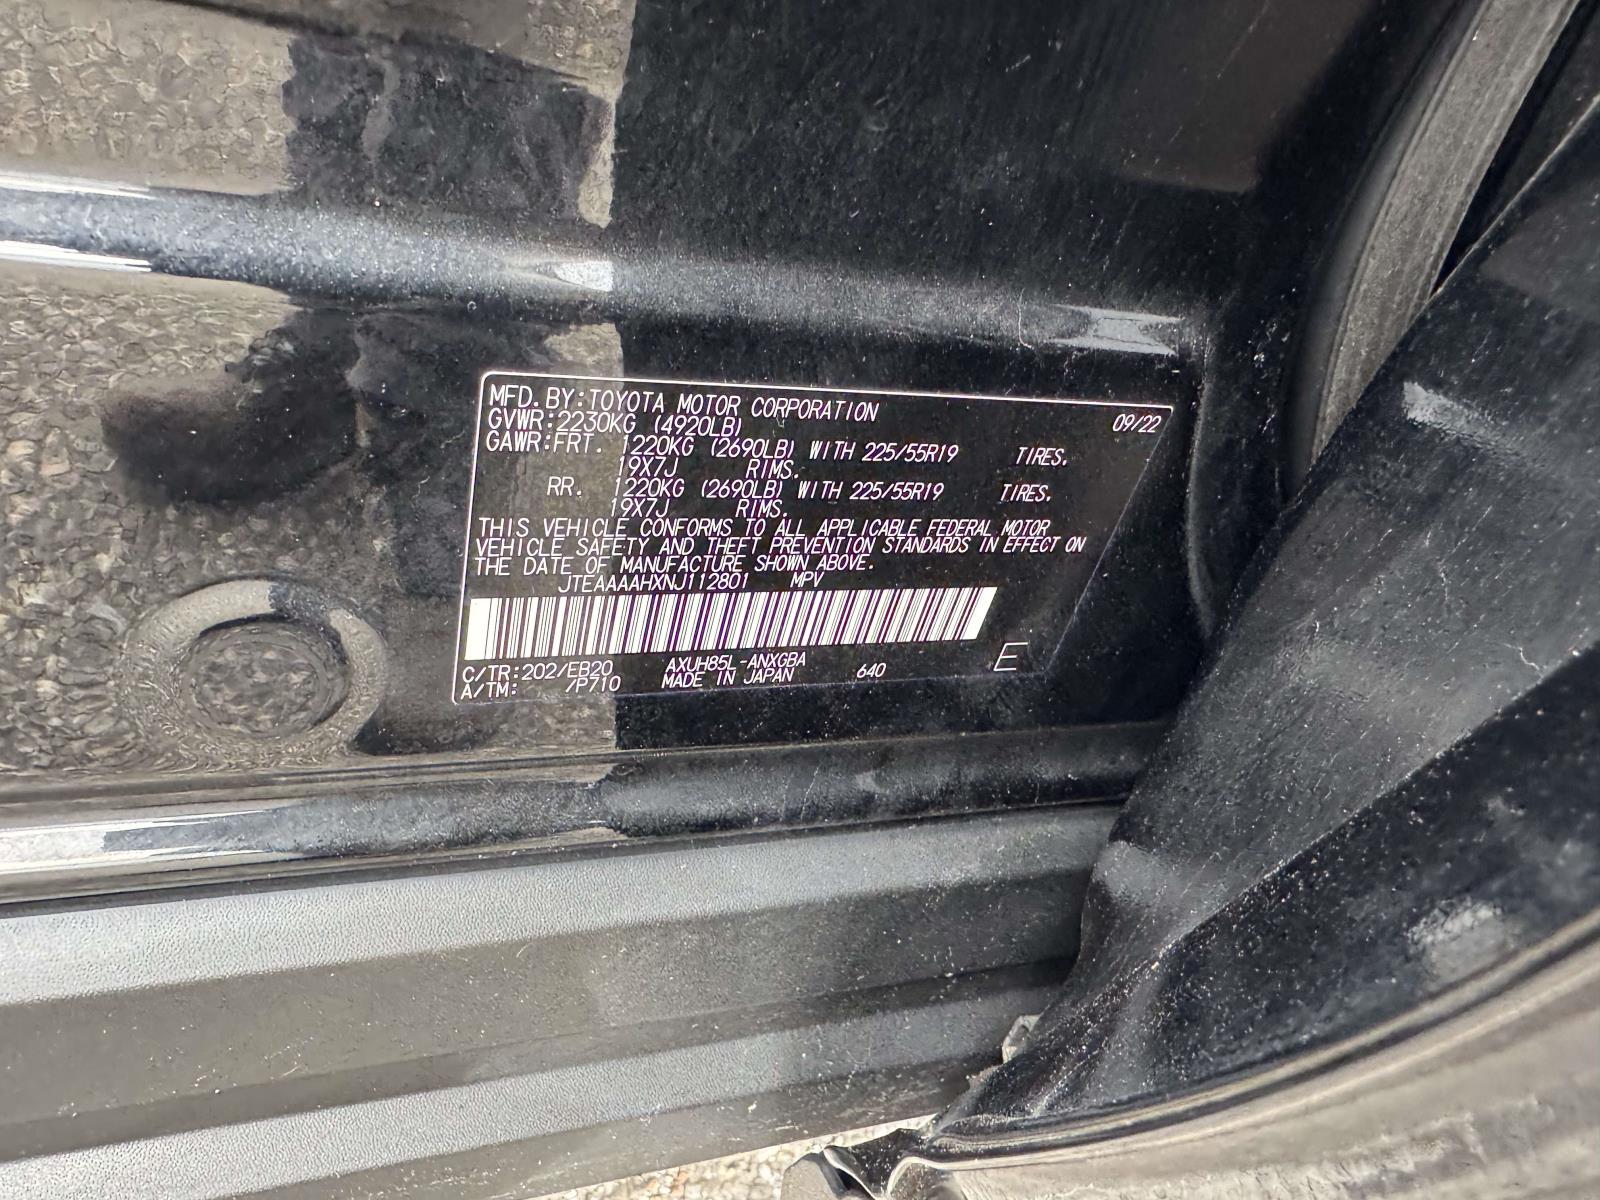 MFD. BY: TOYOTA MOTOR CORPORATION 09/22
GVWR: 2230KG (4920LB)
GAWR: FRT. 1220KG (2690LB) WITH 225/55R19 TIRES.
19X7J RIMS.
RR. 1220KG (2690LB) WITH 225/55R19 TIRES.
19X7J RIMS.
THIS VEHICLE CONFORMS TO ALL APPLICABLE FEDERAL MOTOR
VEHICLE SAFETY AND THEFT PREVENTION STANDARDS IN EFFECT ON
THE DATE OF MANUFACTURE SHOWN ABOVE.
JTEAAAAHXNJ112801 MPV
C/TR: 202/EB20 AXUH85L-ANXGBA 640 E
A/TM: /P710 MADE IN JAPAN